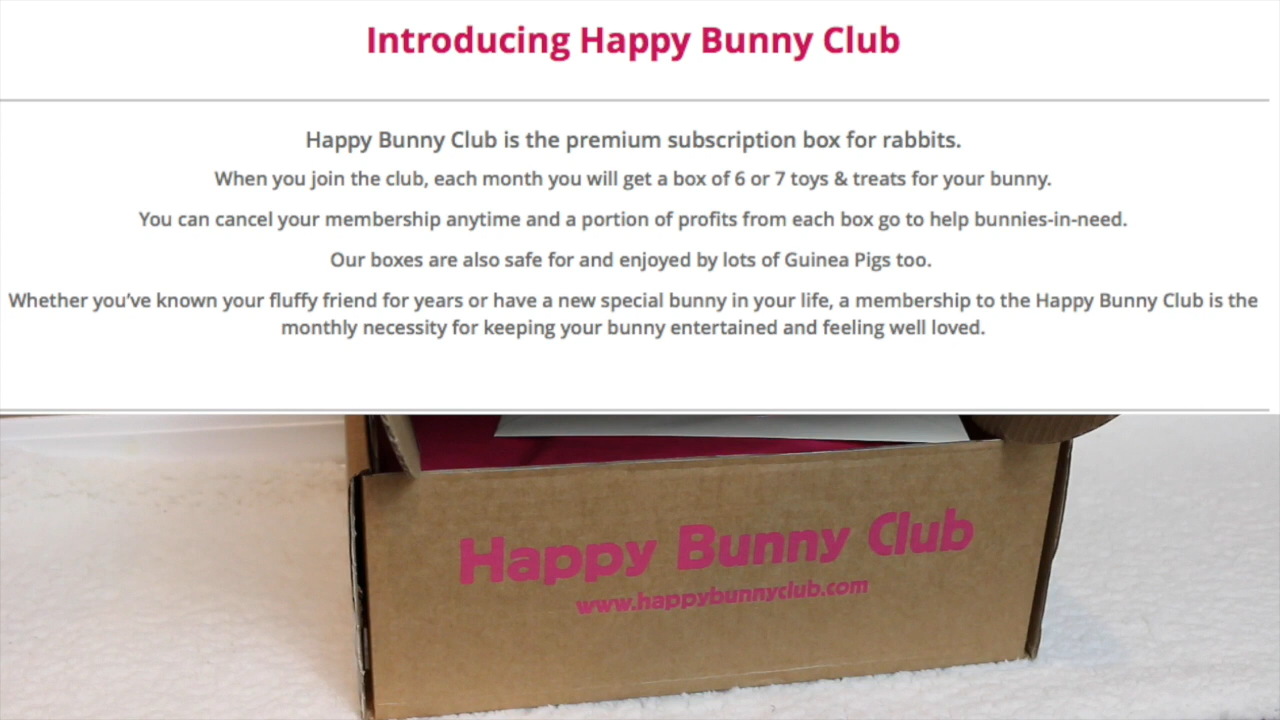 Introducing Happy Bunny Club
Happy Bunny Club is the premium subscription box for rabbits.
When you join the club, each month you will get a box of 6 or 7 toys & treats for your bunny.
You can cancel your membership anytime and a portion of profits from each box go to help bunnies-in-need.
Our boxes are also safe for and enjoyed by lots of Guinea Pigs too.
Whether you’ve known your fluffy friend for years or have a new special bunny in your life, a membership to the Happy Bunny Club is the
monthly necessity for keeping your bunny entertained and feeling well loved.
Happy Bunny Club
www.happybunnyclub.com